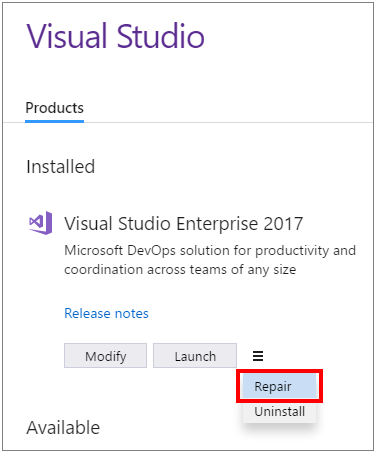 Visual Studio
Products
Installed
Visual Studio Enterprise 2017
Microsoft DevOps solution for productivity and
coordination across teams of any size
Release notes
Modify
Launch
Repair
Uninstall
Available